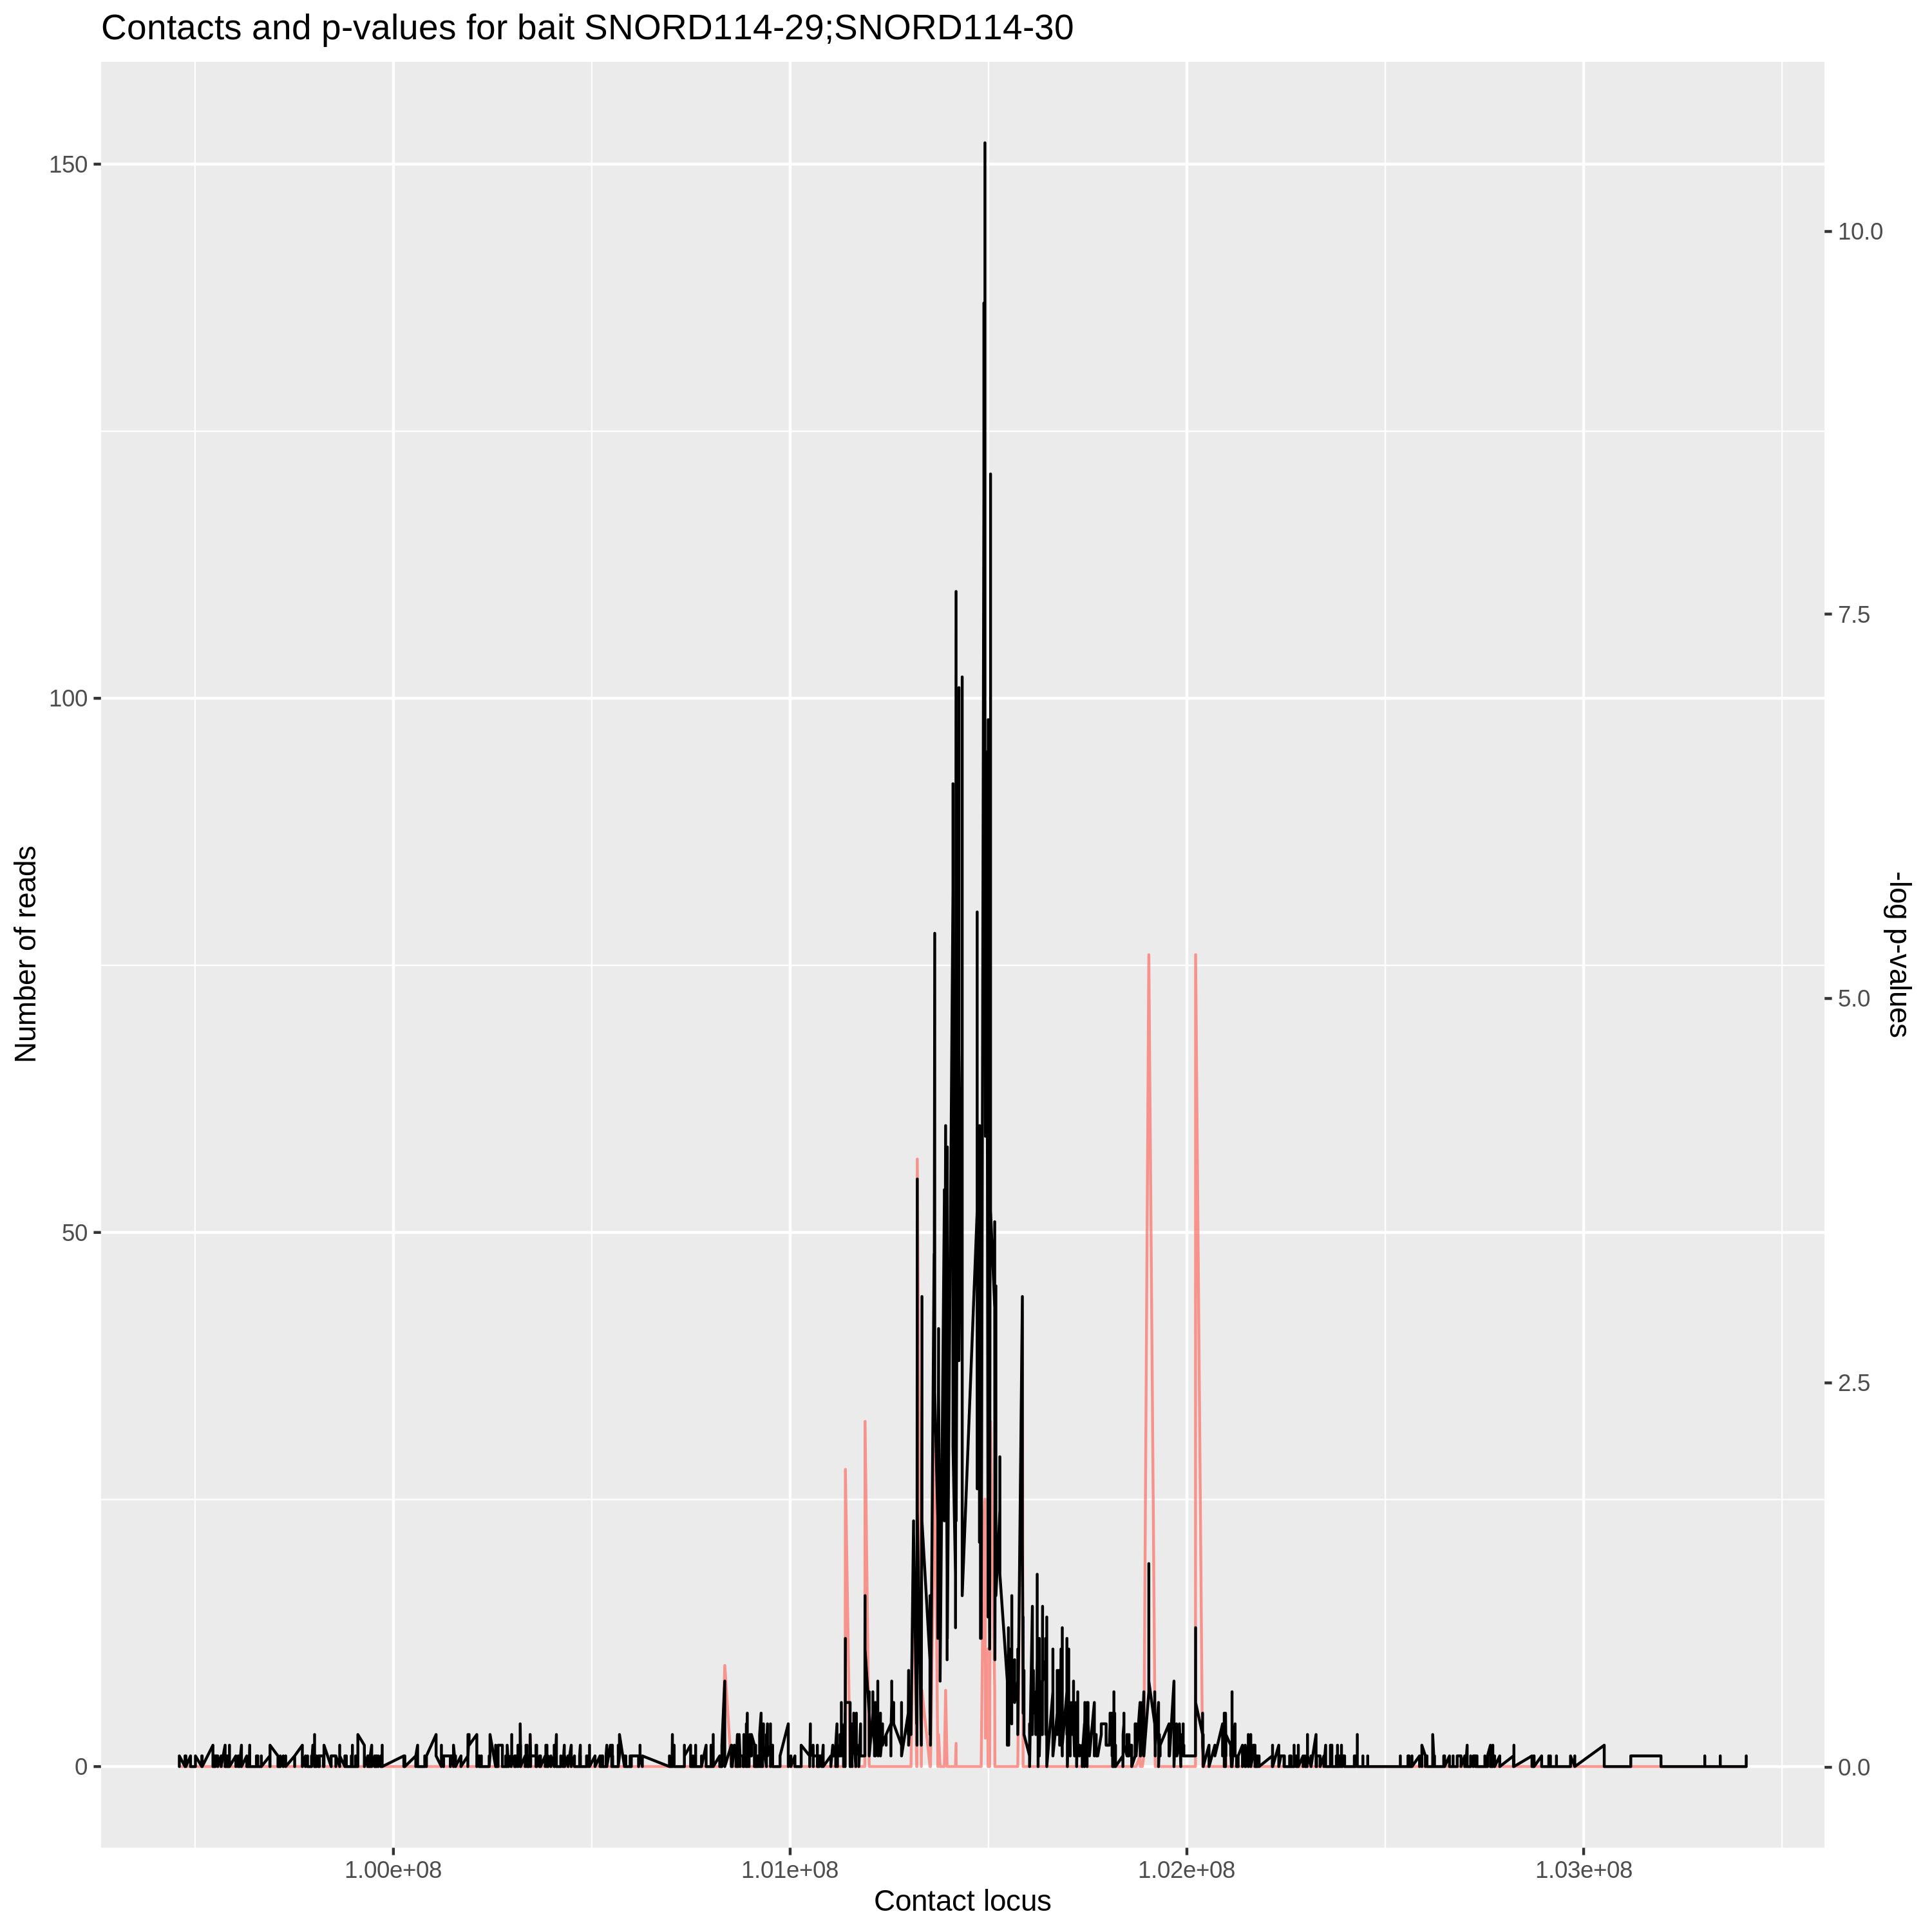 Contacts and p-values for bait SNORD114-29;SNORD114-30
150
100
50
0
Number of reads
10.0
7.5
5.0
2.5
0.0
-log p-values
1.00e+08
1.01e+08
1.02e+08
1.03e+08
Contact locus